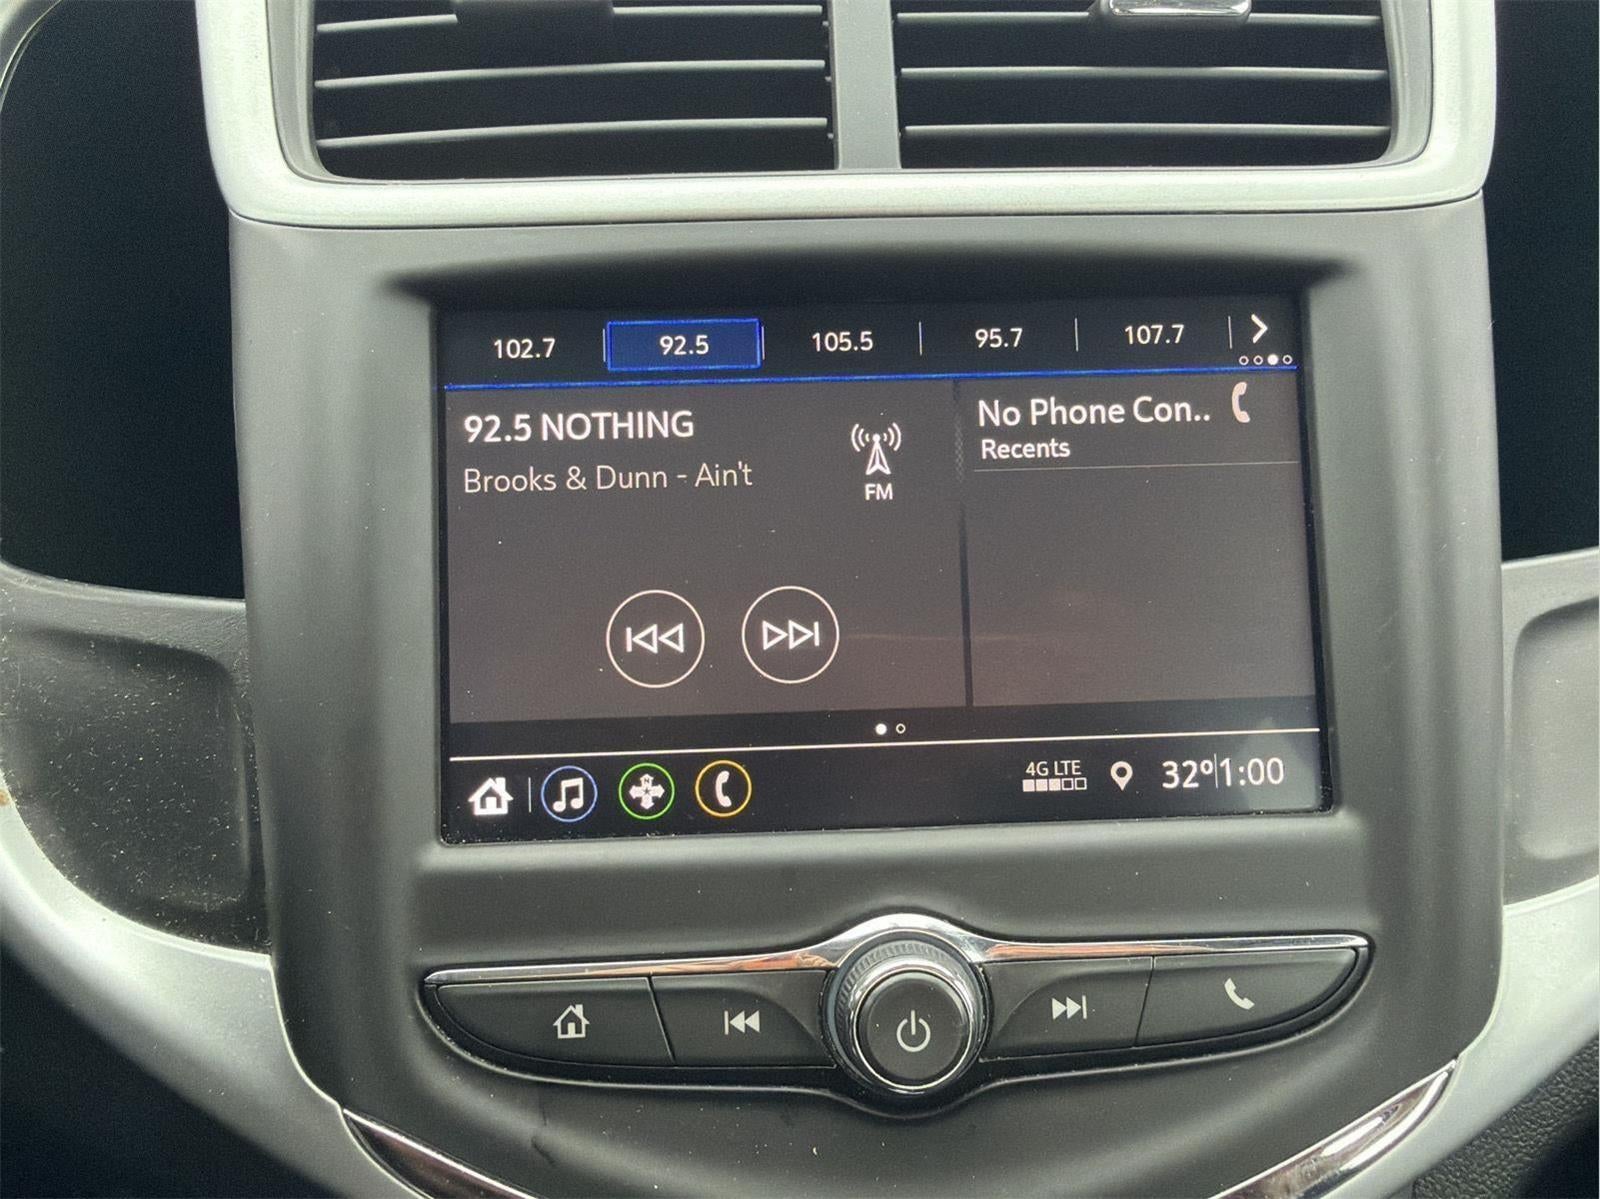 102.7 92.5 105.5 95.7 107.7
92.5 NOTHING
Brooks & Dunn - Ain't
FM
No Phone Con..
Recents
N
4G LTE
32° 1:00